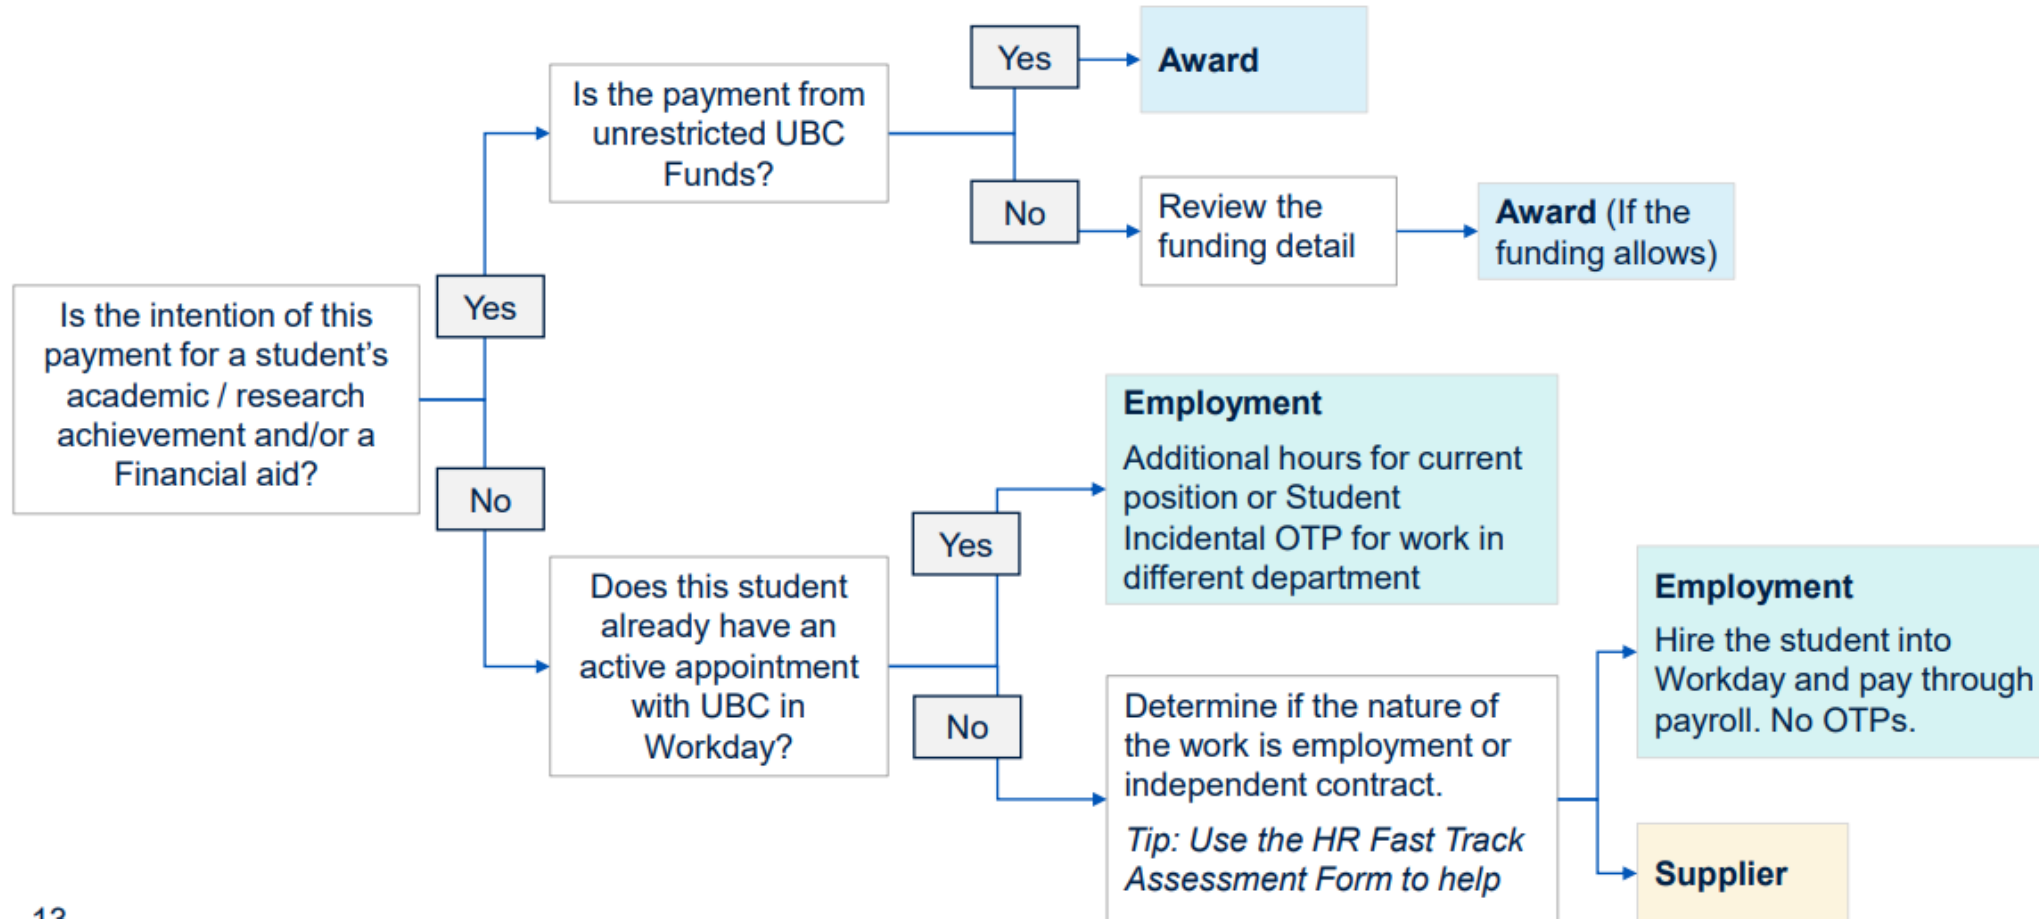 Is the intention of this
payment for a student’s
academic / research
achievement and/or a
Financial aid?
Yes
No
Is the payment from
unrestricted UBC
Funds?
Yes
Award
No
Review the
funding detail
Award (If the
funding allows)
Does this student
already have an
active appointment
with UBC in
Workday?
Yes
Employment
Additional hours for current
position or Student
Incidental OTP for work in
different department
No
Determine if the nature of
the work is employment or
independent contract.
Tip: Use the HR Fast Track
Assessment Form to help
Employment
Hire the student into
Workday and pay through
payroll. No OTPs.
Supplier
13